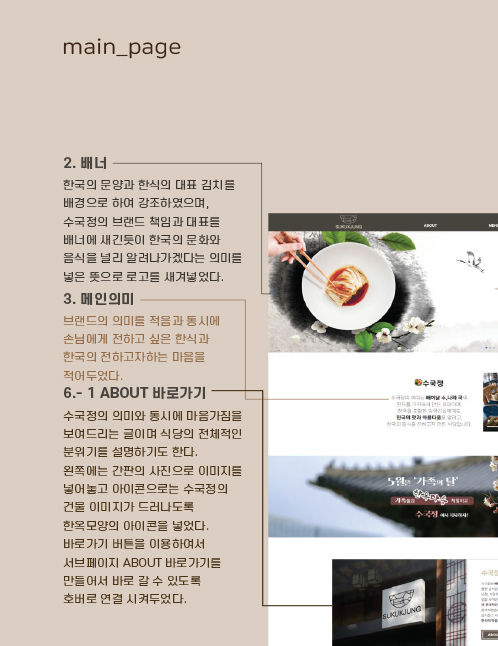 main_page
2. 배너
한국의 문양과 한식의 대표 김치를
배경으로 하여 강조하였으며,
수국정의 브랜드 책임과 대표를
배너에 새긴듯이 한국의 문화와
음식을 널리 알려나가겠다는 의미를
넣은 뜻으로 로고를 새겨넣었다.
3. 메인의미
브랜드의 의미를 적음과 동시에
손님에게 전하고 싶은 한식과
한국의 전하고자하는 마음을
적어두었다.
6.- 1 ABOUT 바로가기
수국정의 의미와 동시에 마음가짐을
보여드리는 글이며 식당의 전체적인
분위기를 설명하기도 한다.
왼쪽에는 간판의 사진으로 이미지를
넣어놓고 아이콘으로는 수국정의
건물 이미지가 드러나도록
한옥모양의 아이콘을 넣었다.
바로가기 버튼을 이용하여서
서브페이지 ABOUT 바로가기를
만들어서 바로 갈 수 있도록
호버로 연결 시켜두었다.
SUKUKJUNG
ABOUT
수국정
5월은 '가족의 달'
수국정 에서 식사하자!
SUKUKJUNG